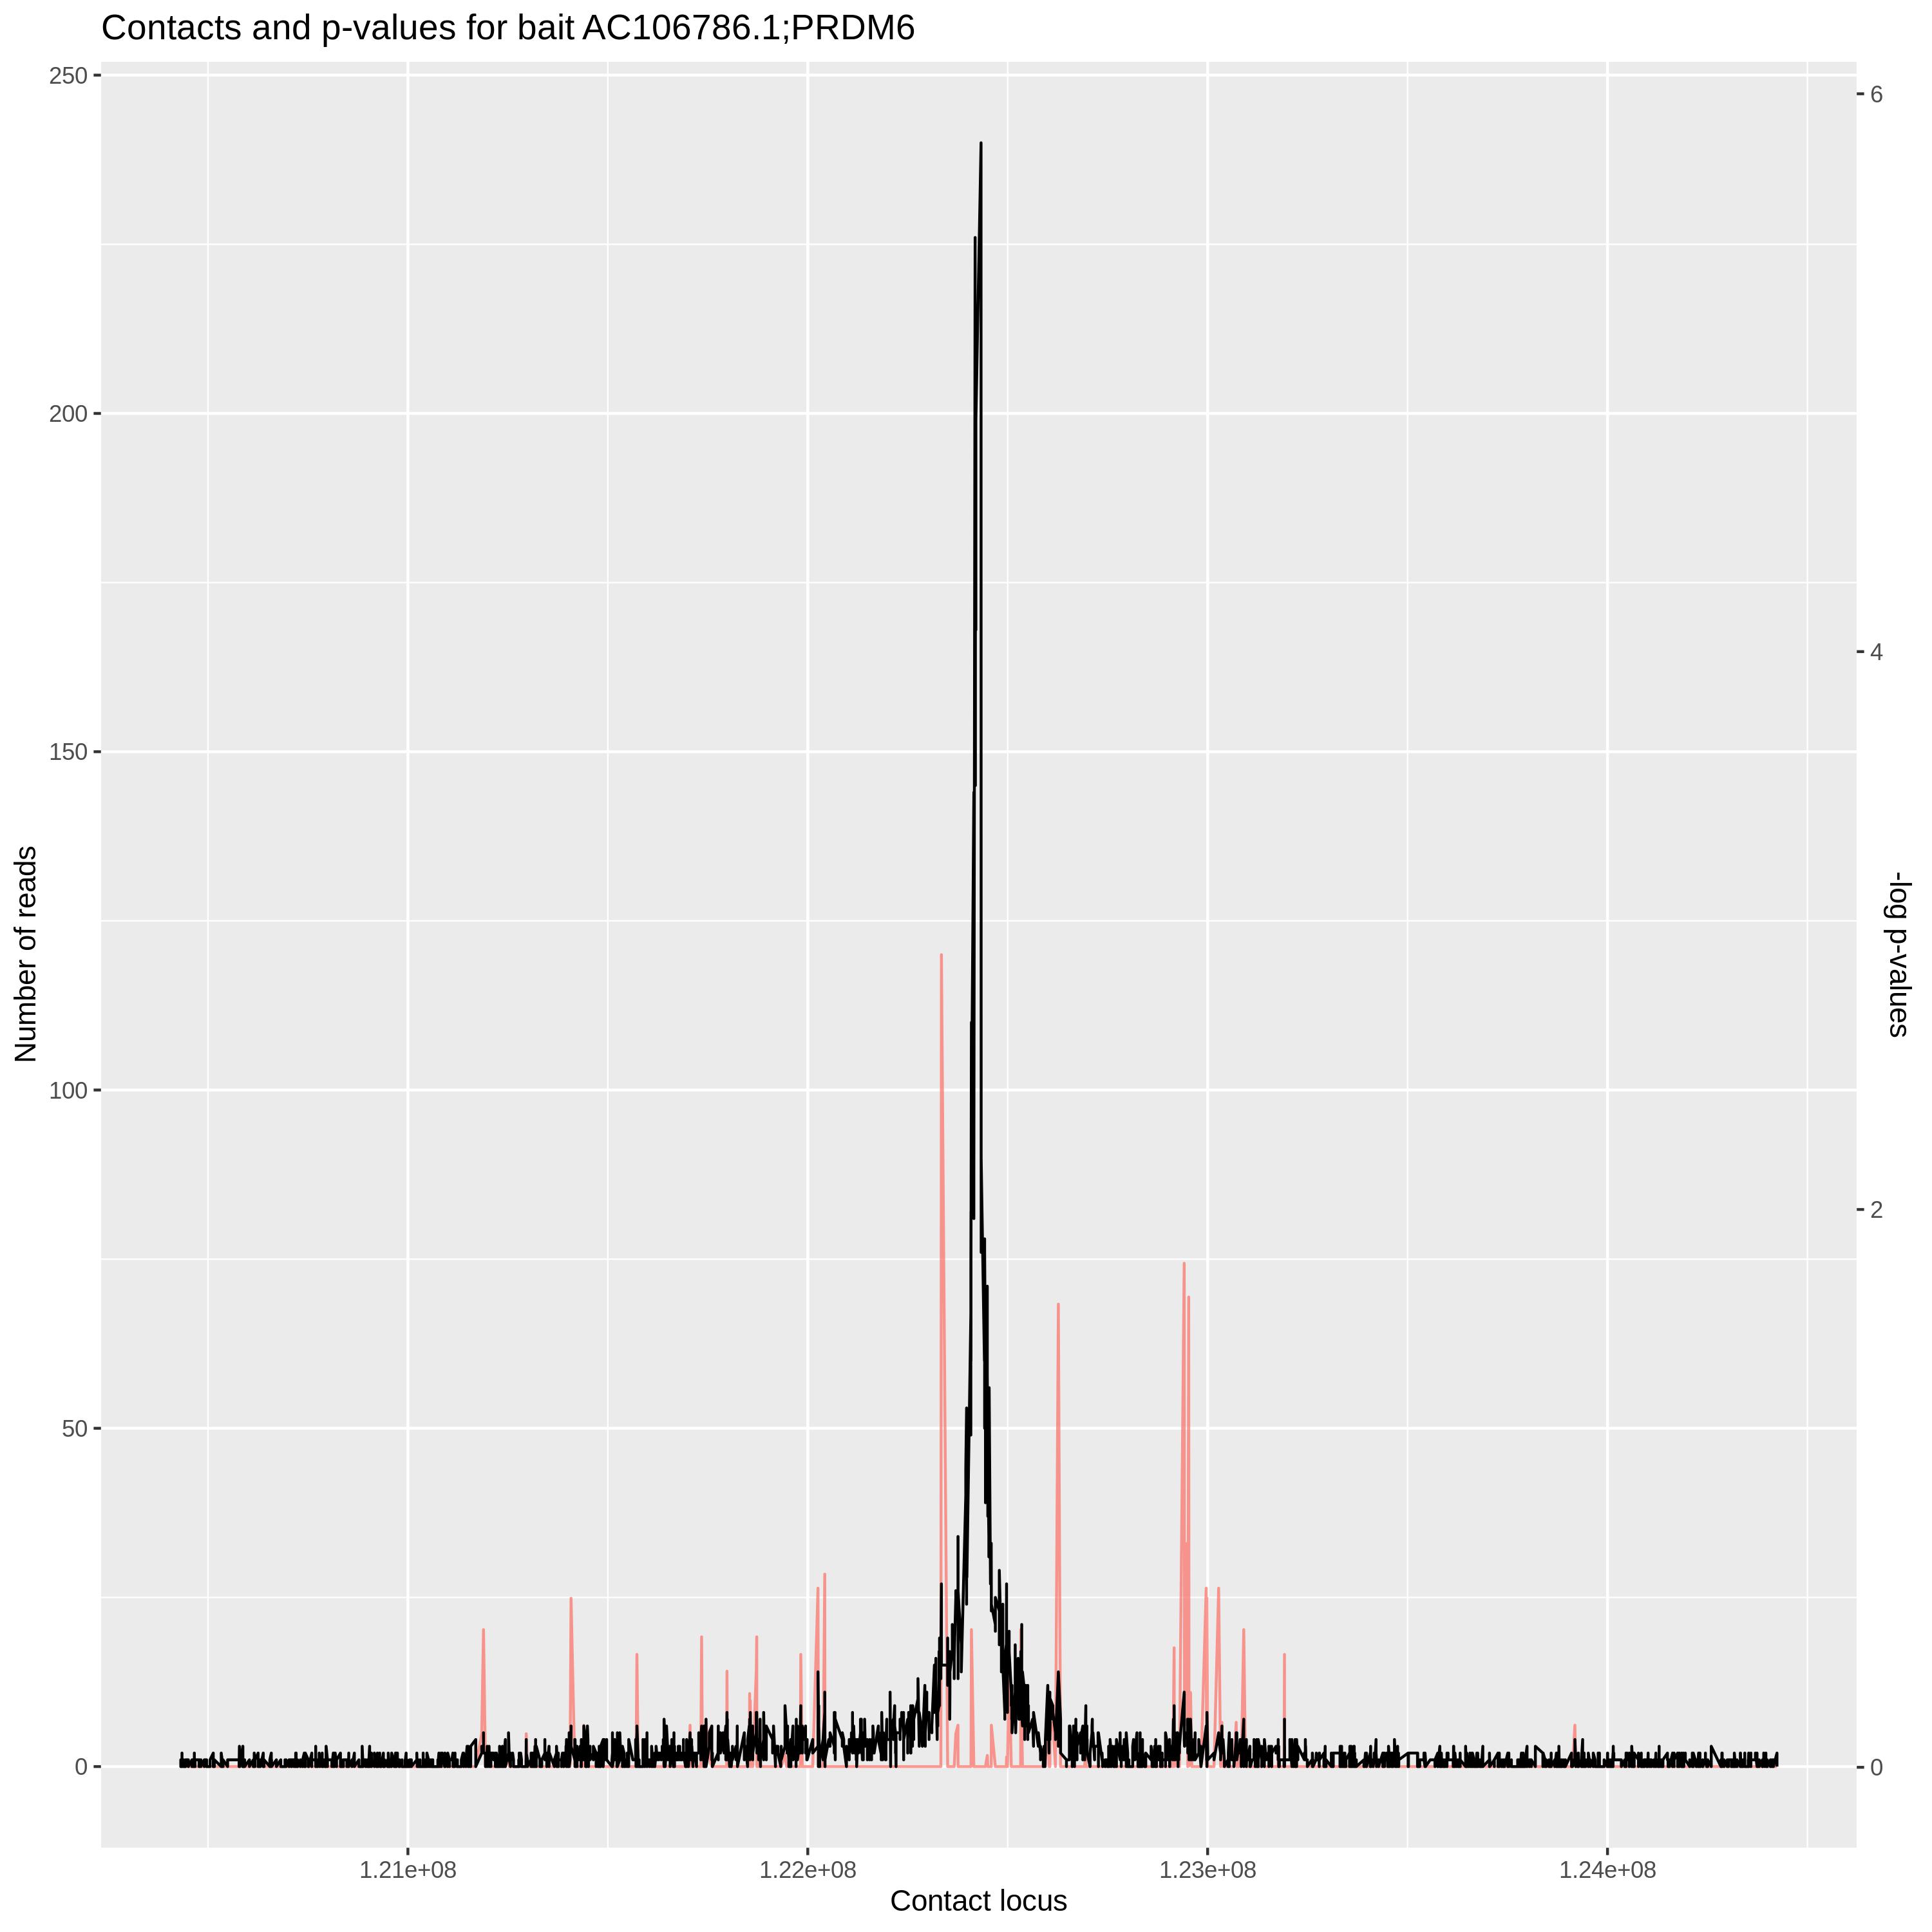 Contacts and p-values for bait AC106786.1;PRDM6
250
200
150
100
50
0
Number of reads
6
4
2
0
-log p-values
1.21e+08
1.22e+08
1.23e+08
1.24e+08
Contact locus